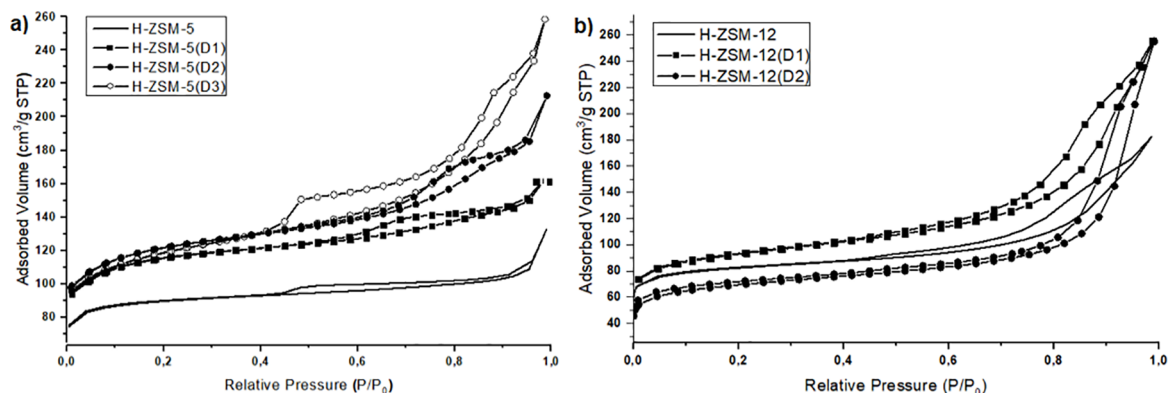 a)
Adsorbed Volume (cm³/g STP)
260
240
220
200
180
160
140
120
100
80
H-ZSM-5
H-ZSM-5(D1)
H-ZSM-5(D2)
H-ZSM-5(D3)
0,0 0,2 0,4 0,6 0,8 1,0
Relative Pressure (P/P₀)
b)
Adsorbed Volume (cm³/g STP)
260
240
220
200
180
160
140
120
100
80
60
40
H-ZSM-12
H-ZSM-12(D1)
H-ZSM-12(D2)
0,0 0,2 0,4 0,6 0,8 1,0
Relative Pressure (P/P₀)